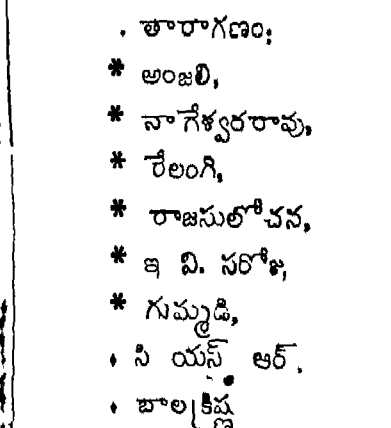 . తారాగణం;
* అంజలి,
* నాగేశ్వరరావు,
* రేలంగి,
* రాజసులోచన,
* ఇ వి. సరోజ,
* గుమ్మడి,
• సి యస్. ఆర్.
• బాలకృష్ణ